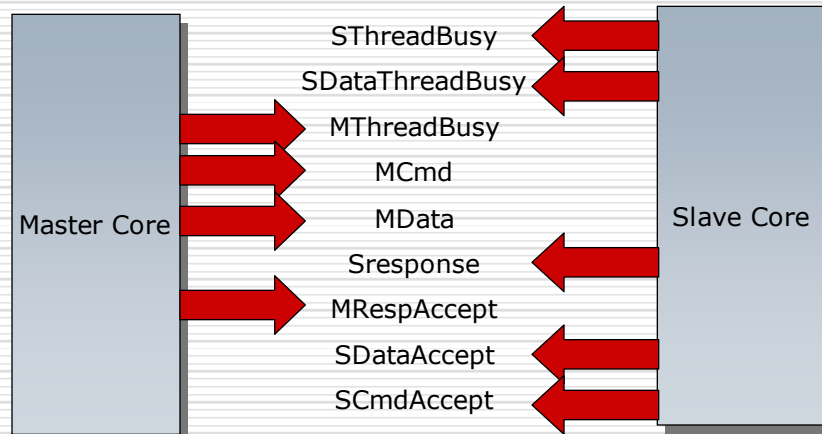 SThreadBusy
SDataThreadBusy
MThreadBusy
MCmd
MData
Master Core
Slave Core
Sresponse
MRespAccept
SDataAccept
SCmdAccept